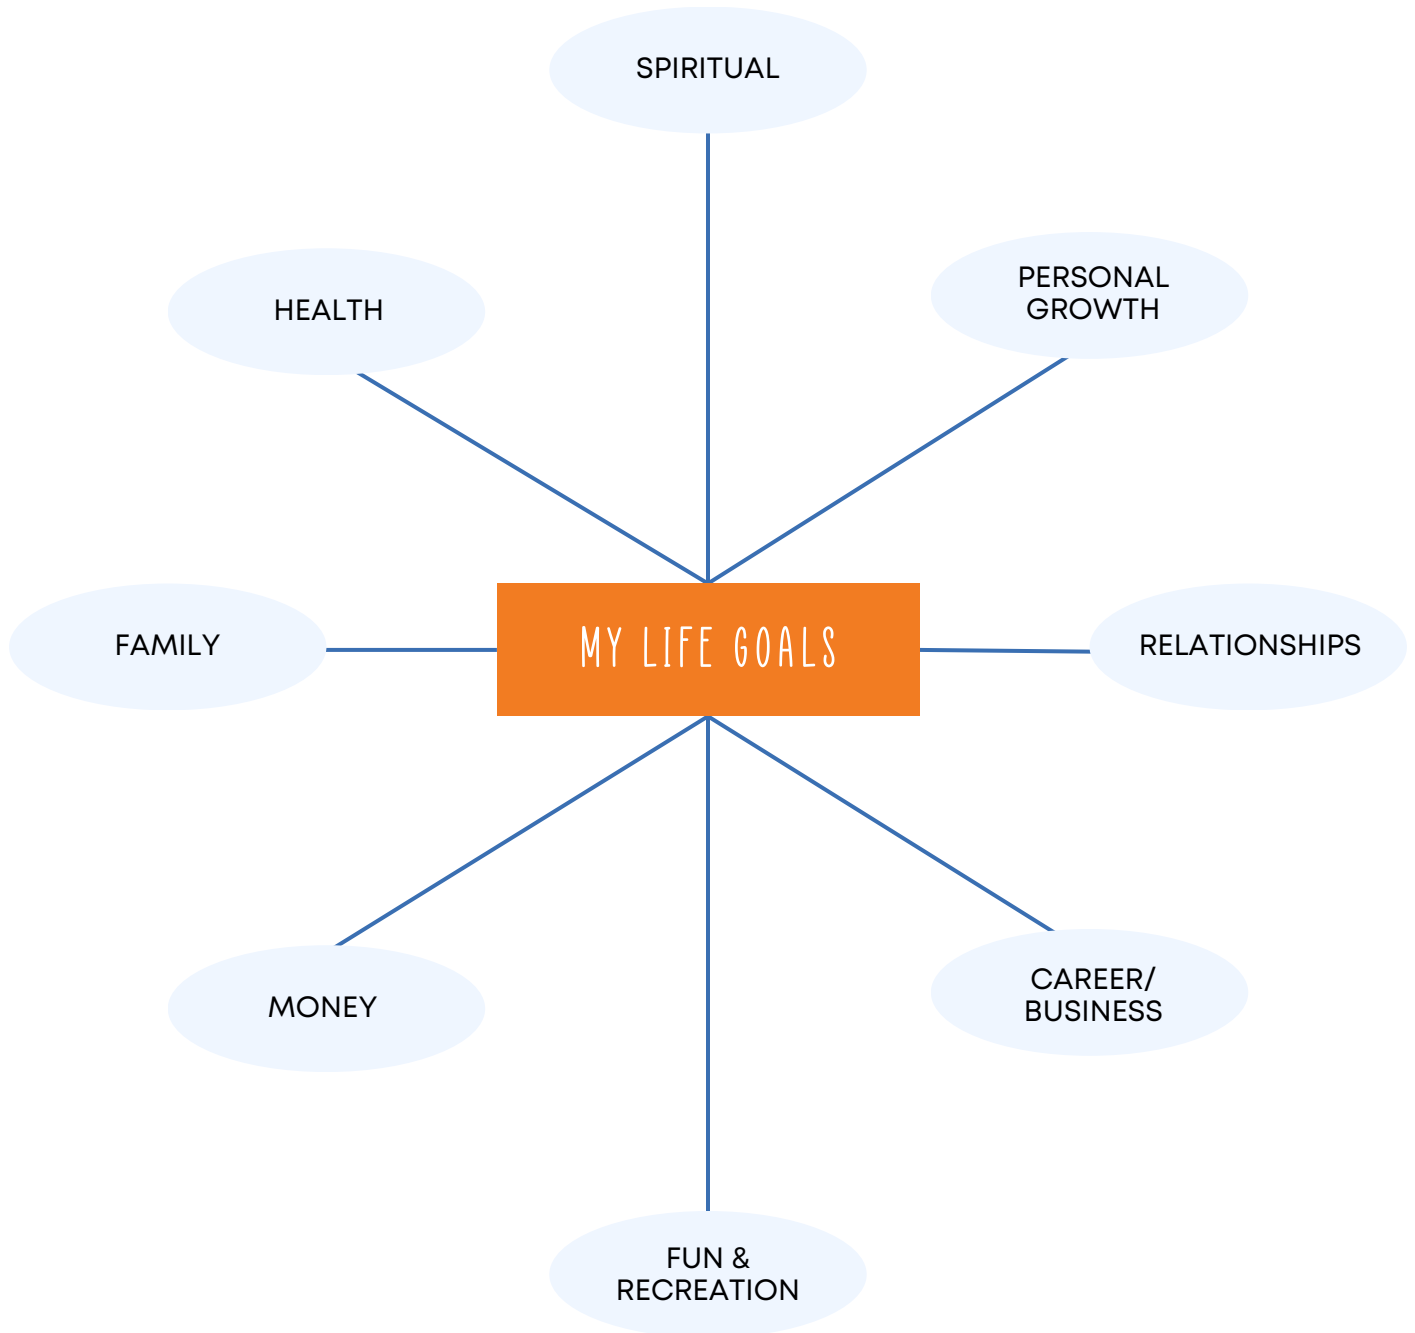 SPIRITUAL
PERSONAL
GROWTH
HEALTH
FAMILY
MY LIFE GOALS
RELATIONSHIPS
CAREER/
BUSINESS
MONEY
FUN &
RECREATION